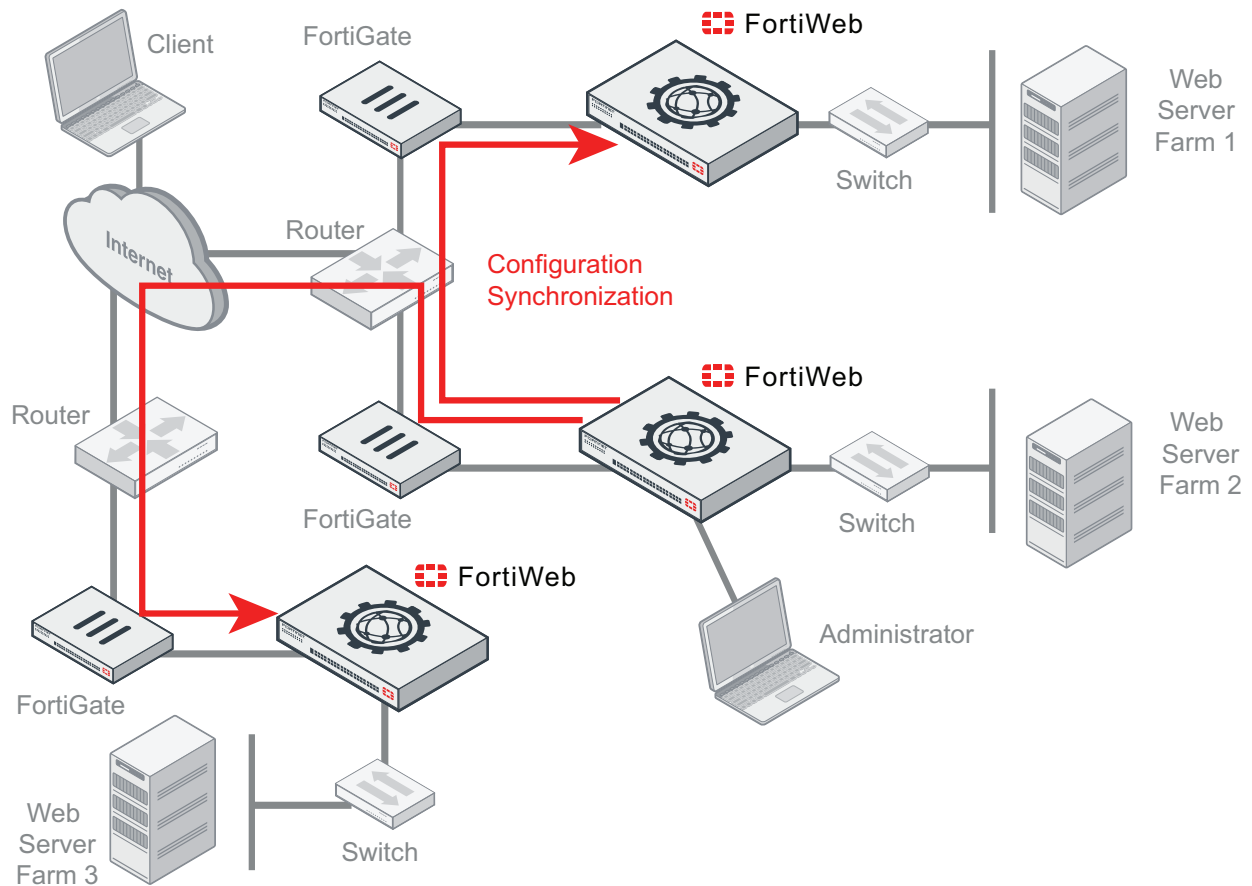 FortiWeb
FortiGate
Client
Web
Server
Farm 1
Switch
Internet
Router
Configuration
Synchronization
FortiWeb
Router
Web
Server
Farm 2
FortiGate
Switch
FortiWeb
Administrator
FortiGate
Web
Server
Farm 3
Switch